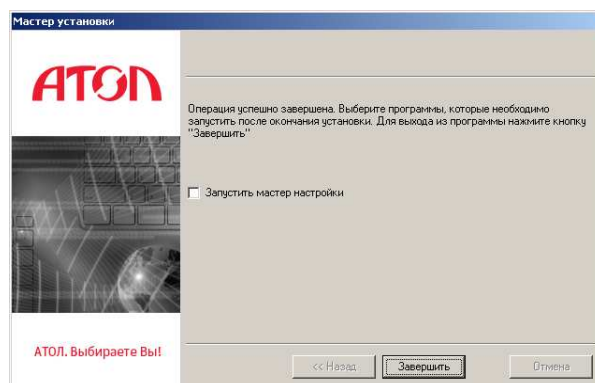 Мастер установки
АТОЛ
Операция успешно завершена. Выберите программы, которые необходимо
запустить после окончания установки. Для выхода из программы нажмите кнопку
"Завершить"
Запустить мастер настройки
АТОЛ. Выбираете Вы!
<< Назад
Завершить
Отмена